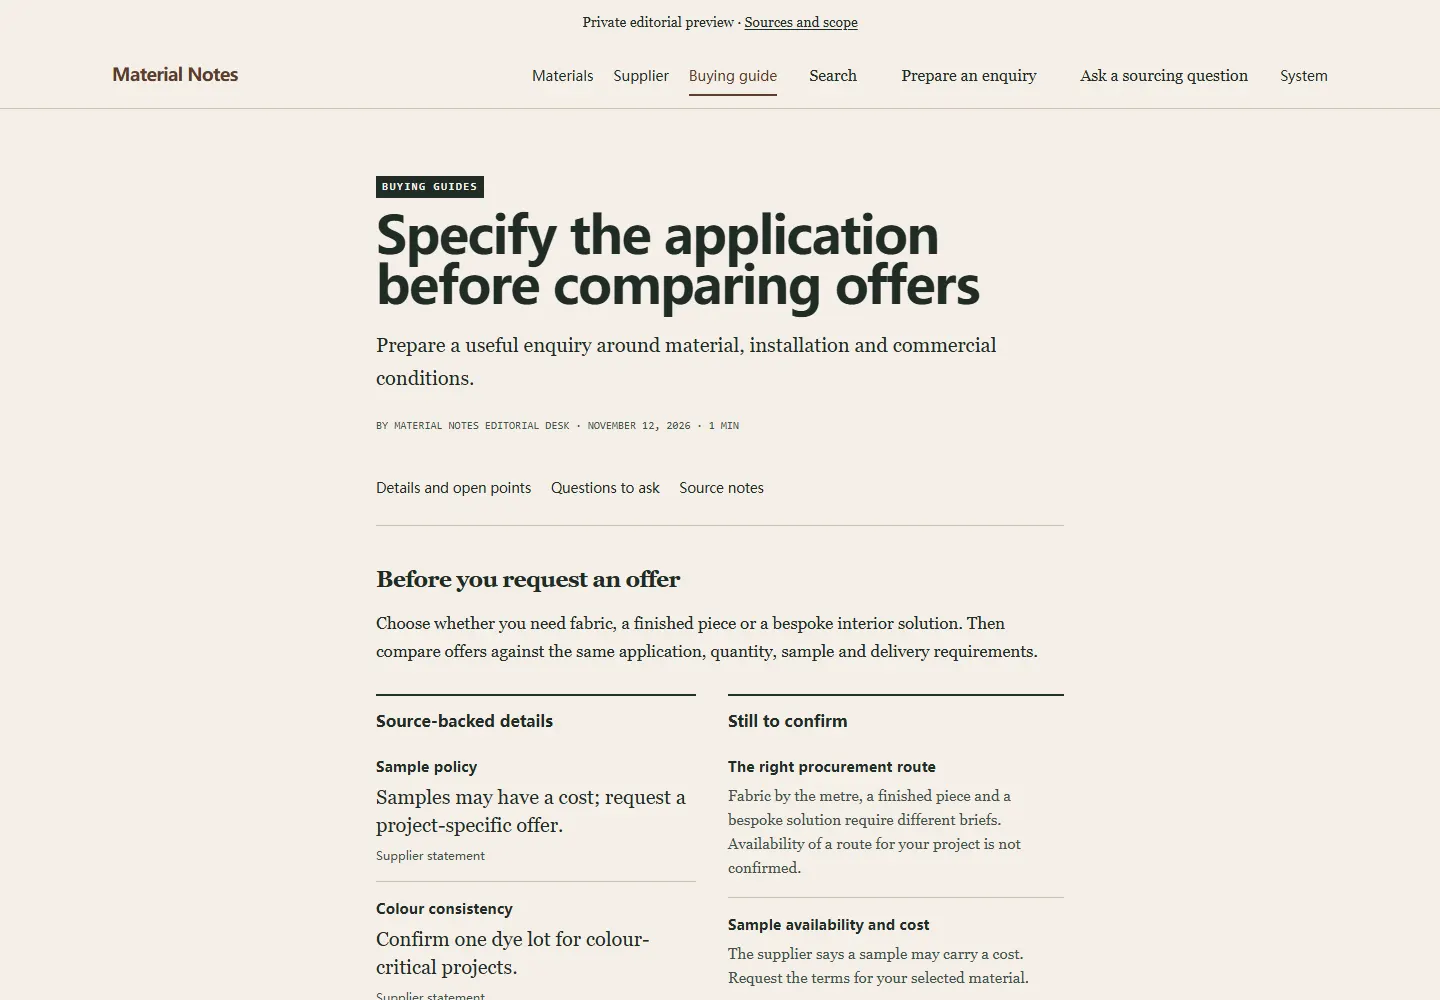 Private editorial preview · Sources and scope
Material Notes
Materials Supplier Buying guide Search Prepare an enquiry Ask a sourcing question System
BUYING GUIDES
Specify the application
before comparing offers
Prepare a useful enquiry around material, installation and commercial
conditions.
BY MATERIAL NOTES EDITORIAL DESK · NOVEMBER 12, 2026 · 1 MIN
Details and open points Questions to ask Source notes
Before you request an offer
Choose whether you need fabric, a finished piece or a bespoke interior solution. Then
compare offers against the same application, quantity, sample and delivery requirements.
Source-backed details
Sample policy
Samples may have a cost; request a
project-specific offer.
Supplier statement
Colour consistency
Confirm one dye lot for colour-
critical projects.
Supplier statement
Still to confirm
The right procurement route
Fabric by the metre, a finished piece and a
bespoke solution require different briefs.
Availability of a route for your project is not
confirmed.
Sample availability and cost
The supplier says a sample may carry a cost.
Request the terms for your selected material.